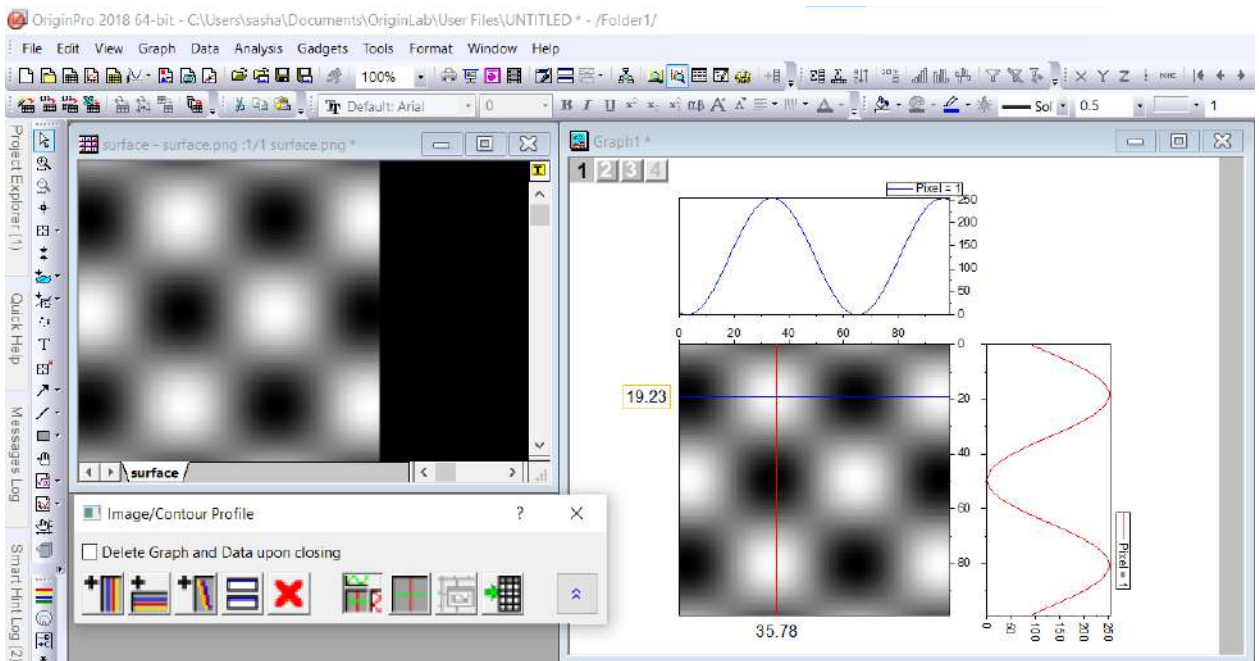 OriginPro 2018 64-bit - C:\Users\sasha\Documents\OriginLab\User Files\UNTITLED * - /Folder1/
File Edit View Graph Data Analysis Gadgets Tools Format Window Help
100%
X Y Z
Default: Arial 0 B I U αβ A A Sol 0.5 1
Project Explorer (1)
Quick Help
Messages Log
Smart Hint Log (2)
T
surface - surface.png :1/1 surface.png *
surface
Graph1 *
1 2 3 4
Pixel = 1
250
200
150
100
50
0
0 20 40 60 80
0
20
40
60
80
19.23
35.78
Pixel = 1
0 50 100 150 200 250
Image/Contour Profile ? X
Delete Graph and Data upon closing